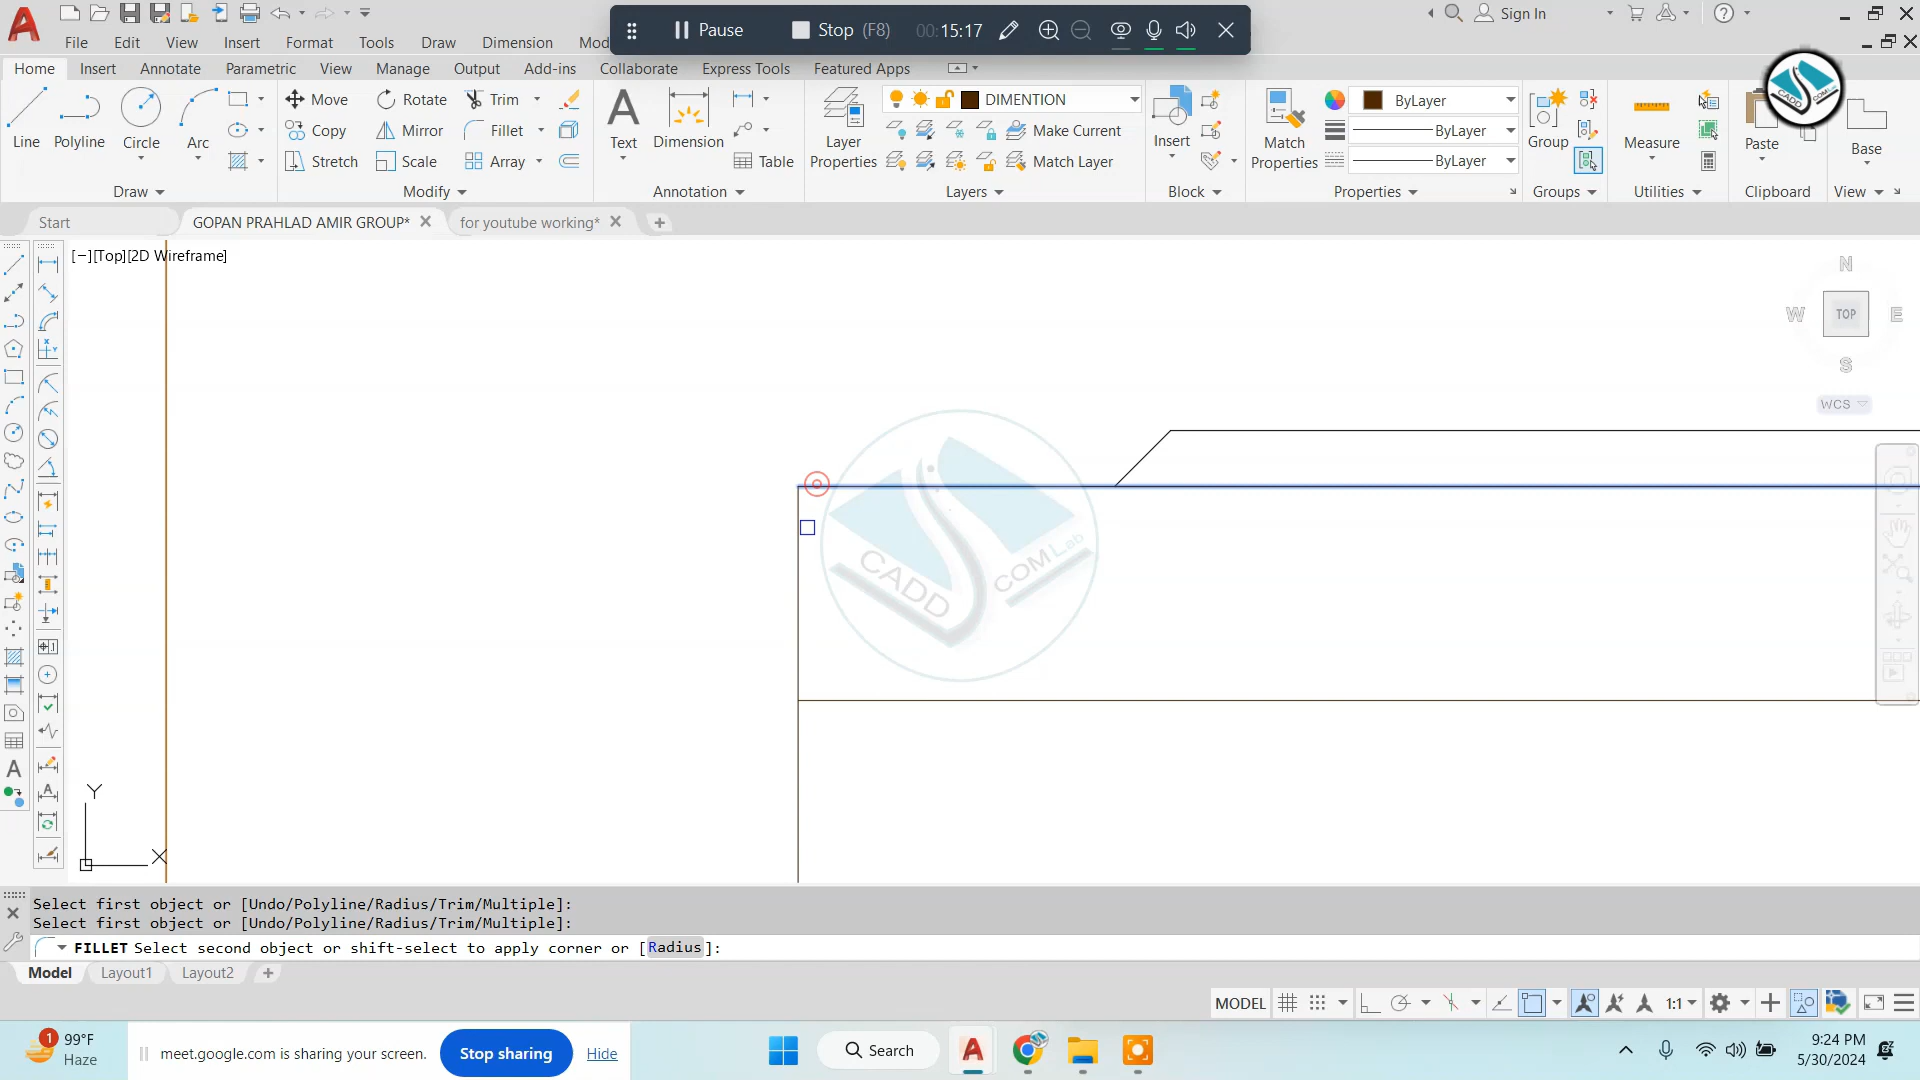 Pause
Stop (F8)
00:15:17
Sign In
File Edit View Insert Format Tools Draw Dimension Mod
Home Insert Annotate Parametric View Manage Output Add-ins Collaborate Express Tools Featured Apps
Line Polyline Circle Arc
Move Rotate Trim
Copy Mirror Fillet
Stretch Scale Array
Text Dimension Table
Layer Properties
DIMENTION
Make Current
Match Layer
Insert
Match Properties
ByLayer
ByLayer
ByLayer
Group Measure Paste Base
Draw Modify Annotation Layers Block Properties Groups Utilities Clipboard View
Start GOPAN PRAHLAD AMIR GROUP* for youtube working*
[−][Top][2D Wireframe]
N
W TOP E
S
WCS
CADD COM Lab
Y
X
Select first object or [Undo/Polyline/Radius/Trim/Multiple]:
Select first object or [Undo/Polyline/Radius/Trim/Multiple]:
FILLET Select second object or shift-select to apply corner or [Radius]:
Model Layout1 Layout2
MODEL 1:1
1 99°F
Haze
meet.google.com is sharing your screen. Stop sharing Hide
Search
9:24 PM
5/30/2024